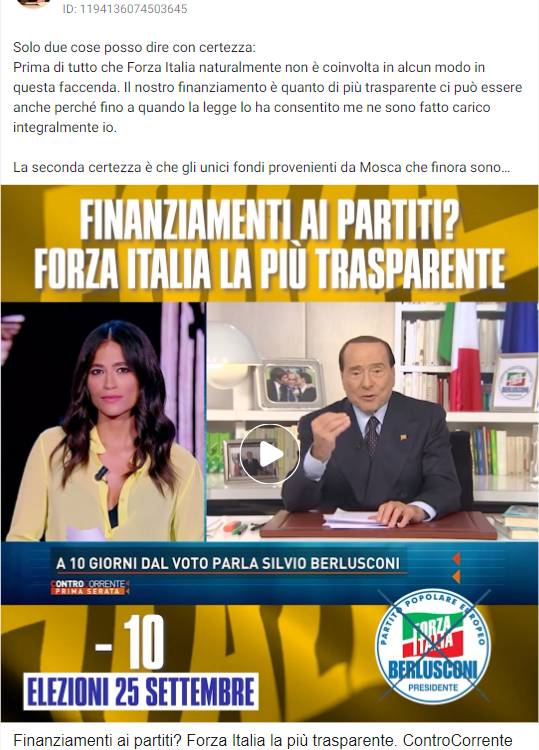 ID: 1194136074503645
Solo due cose posso dire con certezza:
Prima di tutto che Forza Italia naturalmente non è coinvolta in alcun modo in
questa faccenda. Il nostro finanziamento è quanto di più trasparente ci può essere
anche perché fino a quando la legge lo ha consentito me ne sono fatto carico
integralmente io.
La seconda certezza è che gli unici fondi provenienti da Mosca che finora sono…
FINANZIAMENTI AI PARTITI?
FORZA ITALIA LA PIÙ TRASPARENTE
A 10 GIORNI DAL VOTO PARLA SILVIO BERLUSCONI
CONTROCORRENTE
PRIMA SERATA
- 10
ELEZIONI 25 SETTEMBRE
PARTITO POPOLARE EUROPEO
FORZA
ITALIA
BERLUSCONI
PRESIDENTE
Finanziamenti ai partiti? Forza Italia la più trasparente. ControCorrente